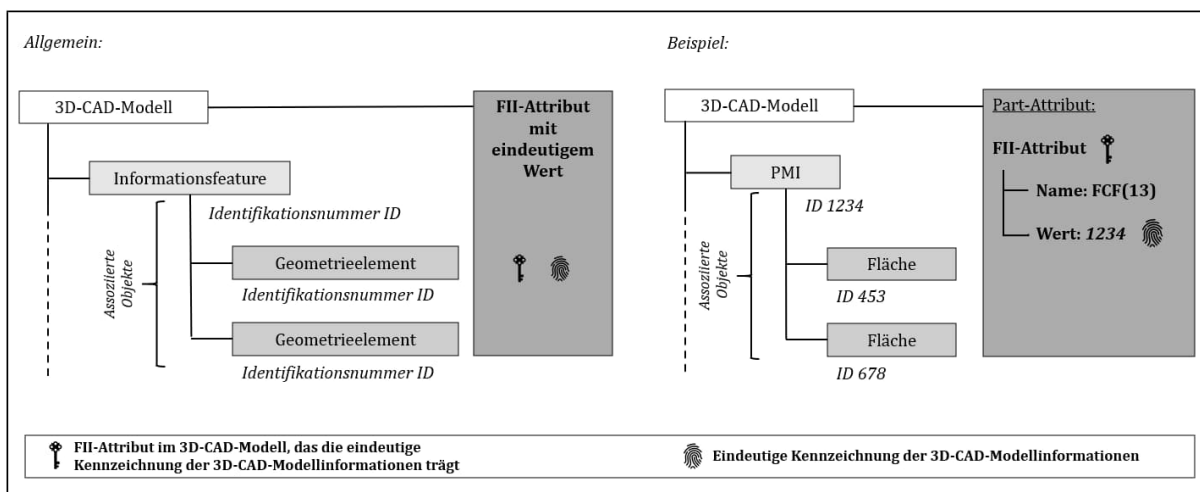 Allgemein:
3D-CAD-Modell
FII-Attribut
mit
eindeutigem
Wert
Informationsfeature
Identifikationsnummer ID
Assoziierte
Objekte
Geometrieelement
Identifikationsnummer ID
Geometrieelement
Identifikationsnummer ID
Beispiel:
3D-CAD-Modell
Part-Attribut:
FII-Attribut
Name: FCF(13)
Wert: 1234
PMI
ID 1234
Assoziierte
Objekte
Fläche
ID 453
Fläche
ID 678
FII-Attribut im 3D-CAD-Modell, das die eindeutige
Kennzeichnung der 3D-CAD-Modellinformationen trägt
Eindeutige Kennzeichnung der 3D-CAD-Modellinformationen